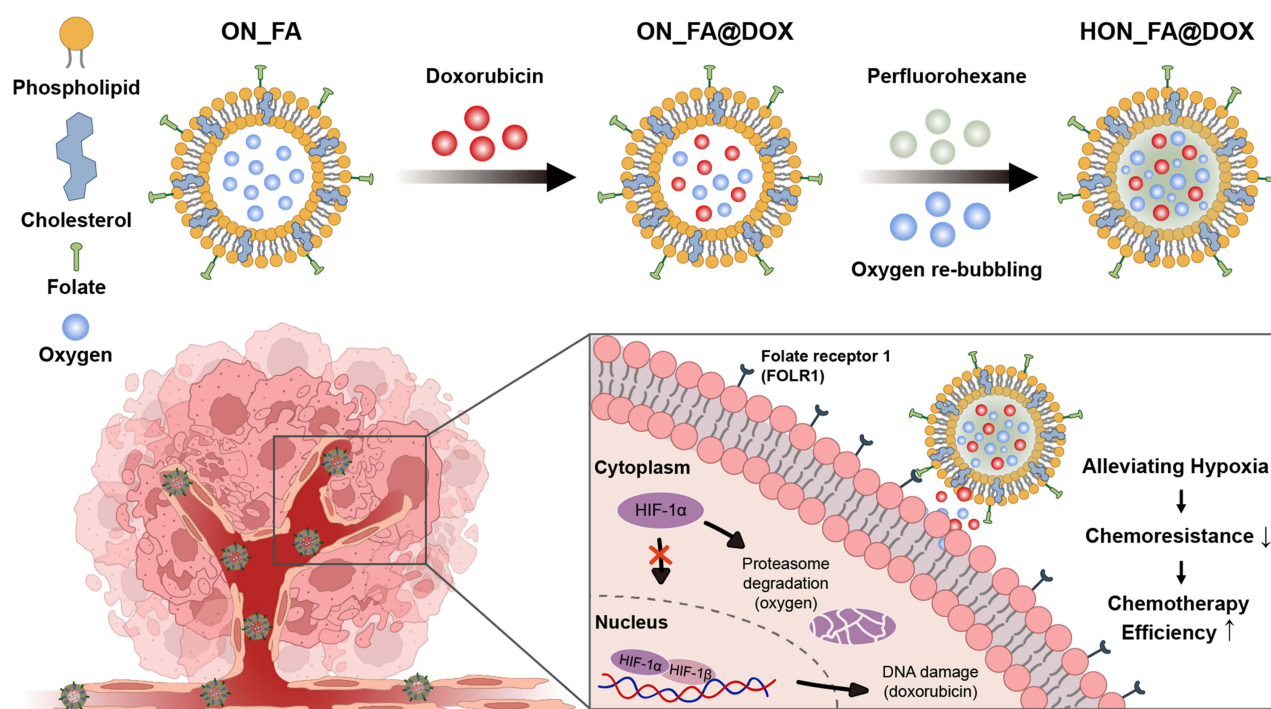 ON_FA
ON_FA@DOX
HON_FA@DOX
Phospholipid
Cholesterol
Folate
Oxygen
Doxorubicin
Perfluorohexane
Oxygen re-bubbling
Folate receptor 1
(FOLR1)
Cytoplasm
HIF-1α
Proteasome
degradation
(oxygen)
Nucleus
HIF-1α
HIF-1β
DNA damage
(doxorubicin)
Alleviating Hypoxia
↓
Chemoresistance ↓
↓
Chemotherapy
Efficiency ↑